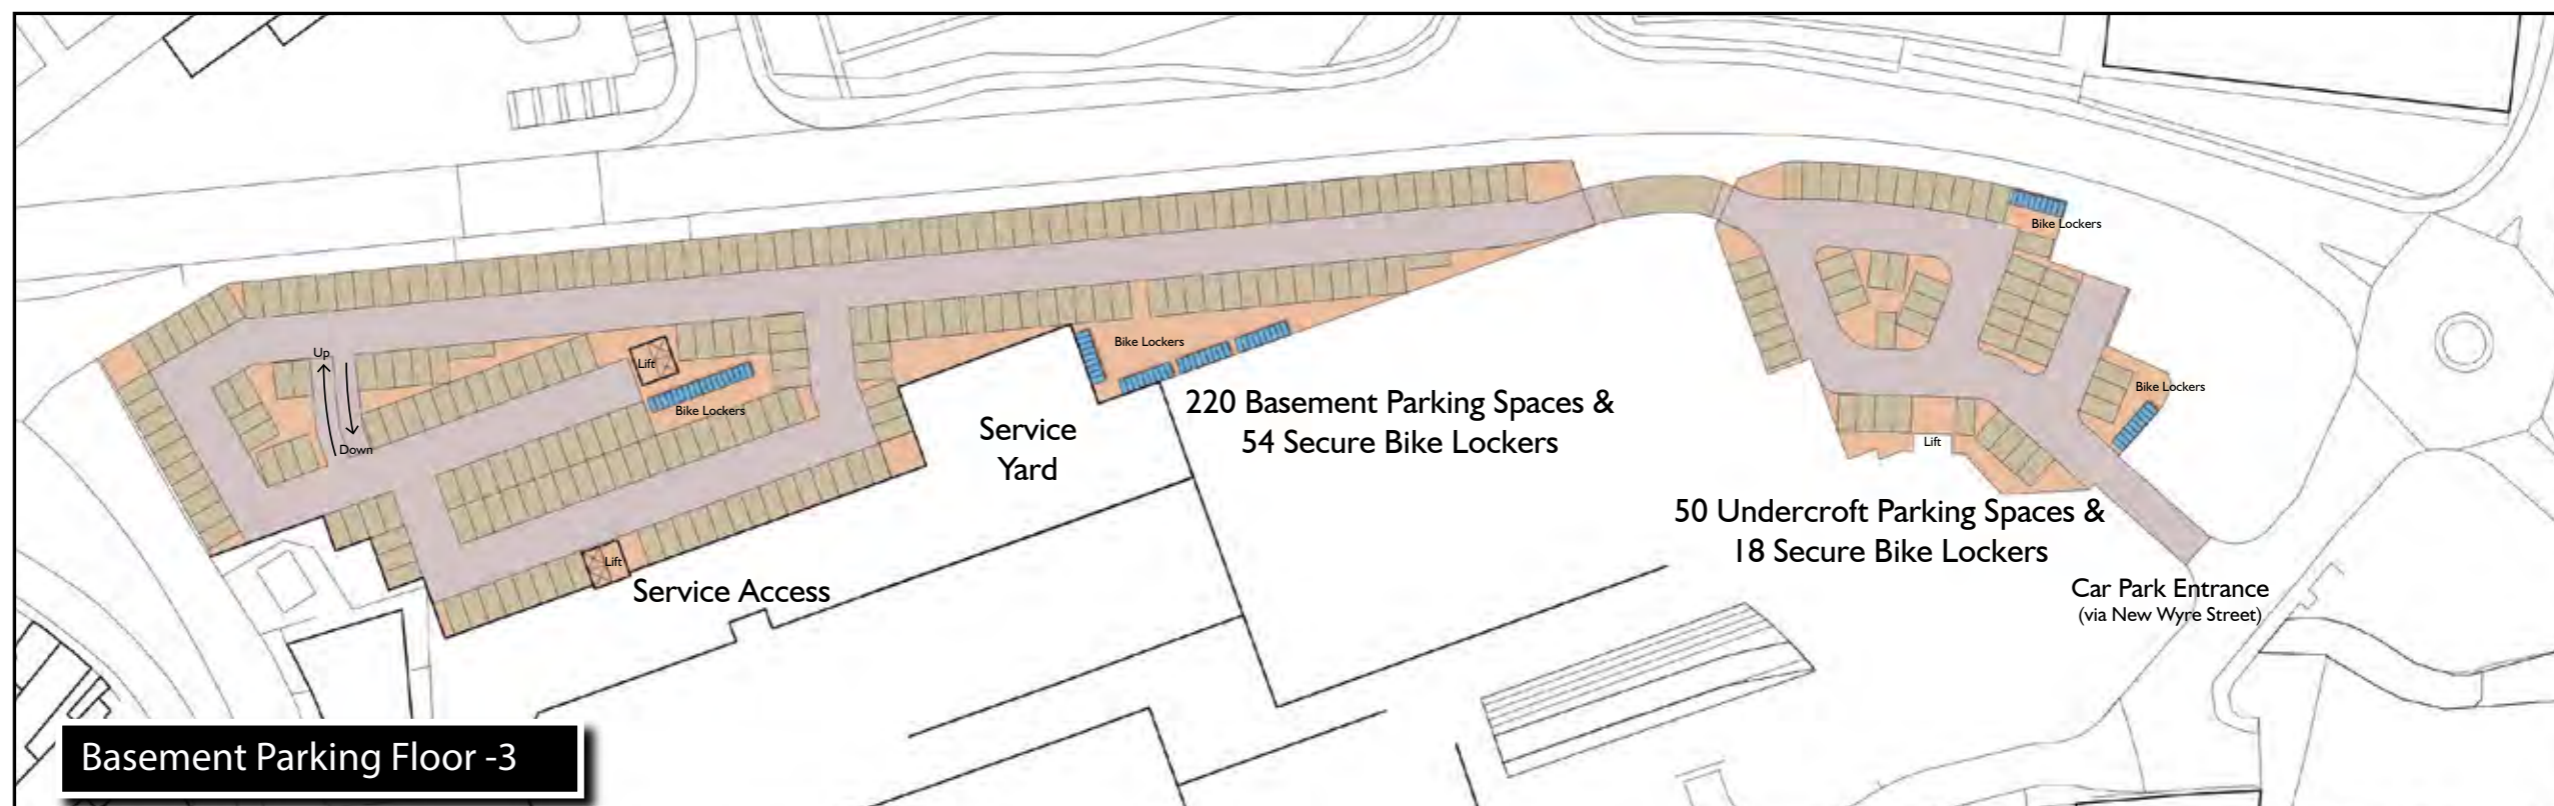 Bike Lockers
Up
Bike Lockers
Lift
Bike Lockers
Bike Lockers
220 Basement Parking Spaces &
54 Secure Bike Lockers
Service
Yard
Down
Lift
50 Undercroft Parking Spaces &
18 Secure Bike Lockers
Lift
Service Access
Car Park Entrance
(via New Wyre Street)
Basement Parking Floor -3